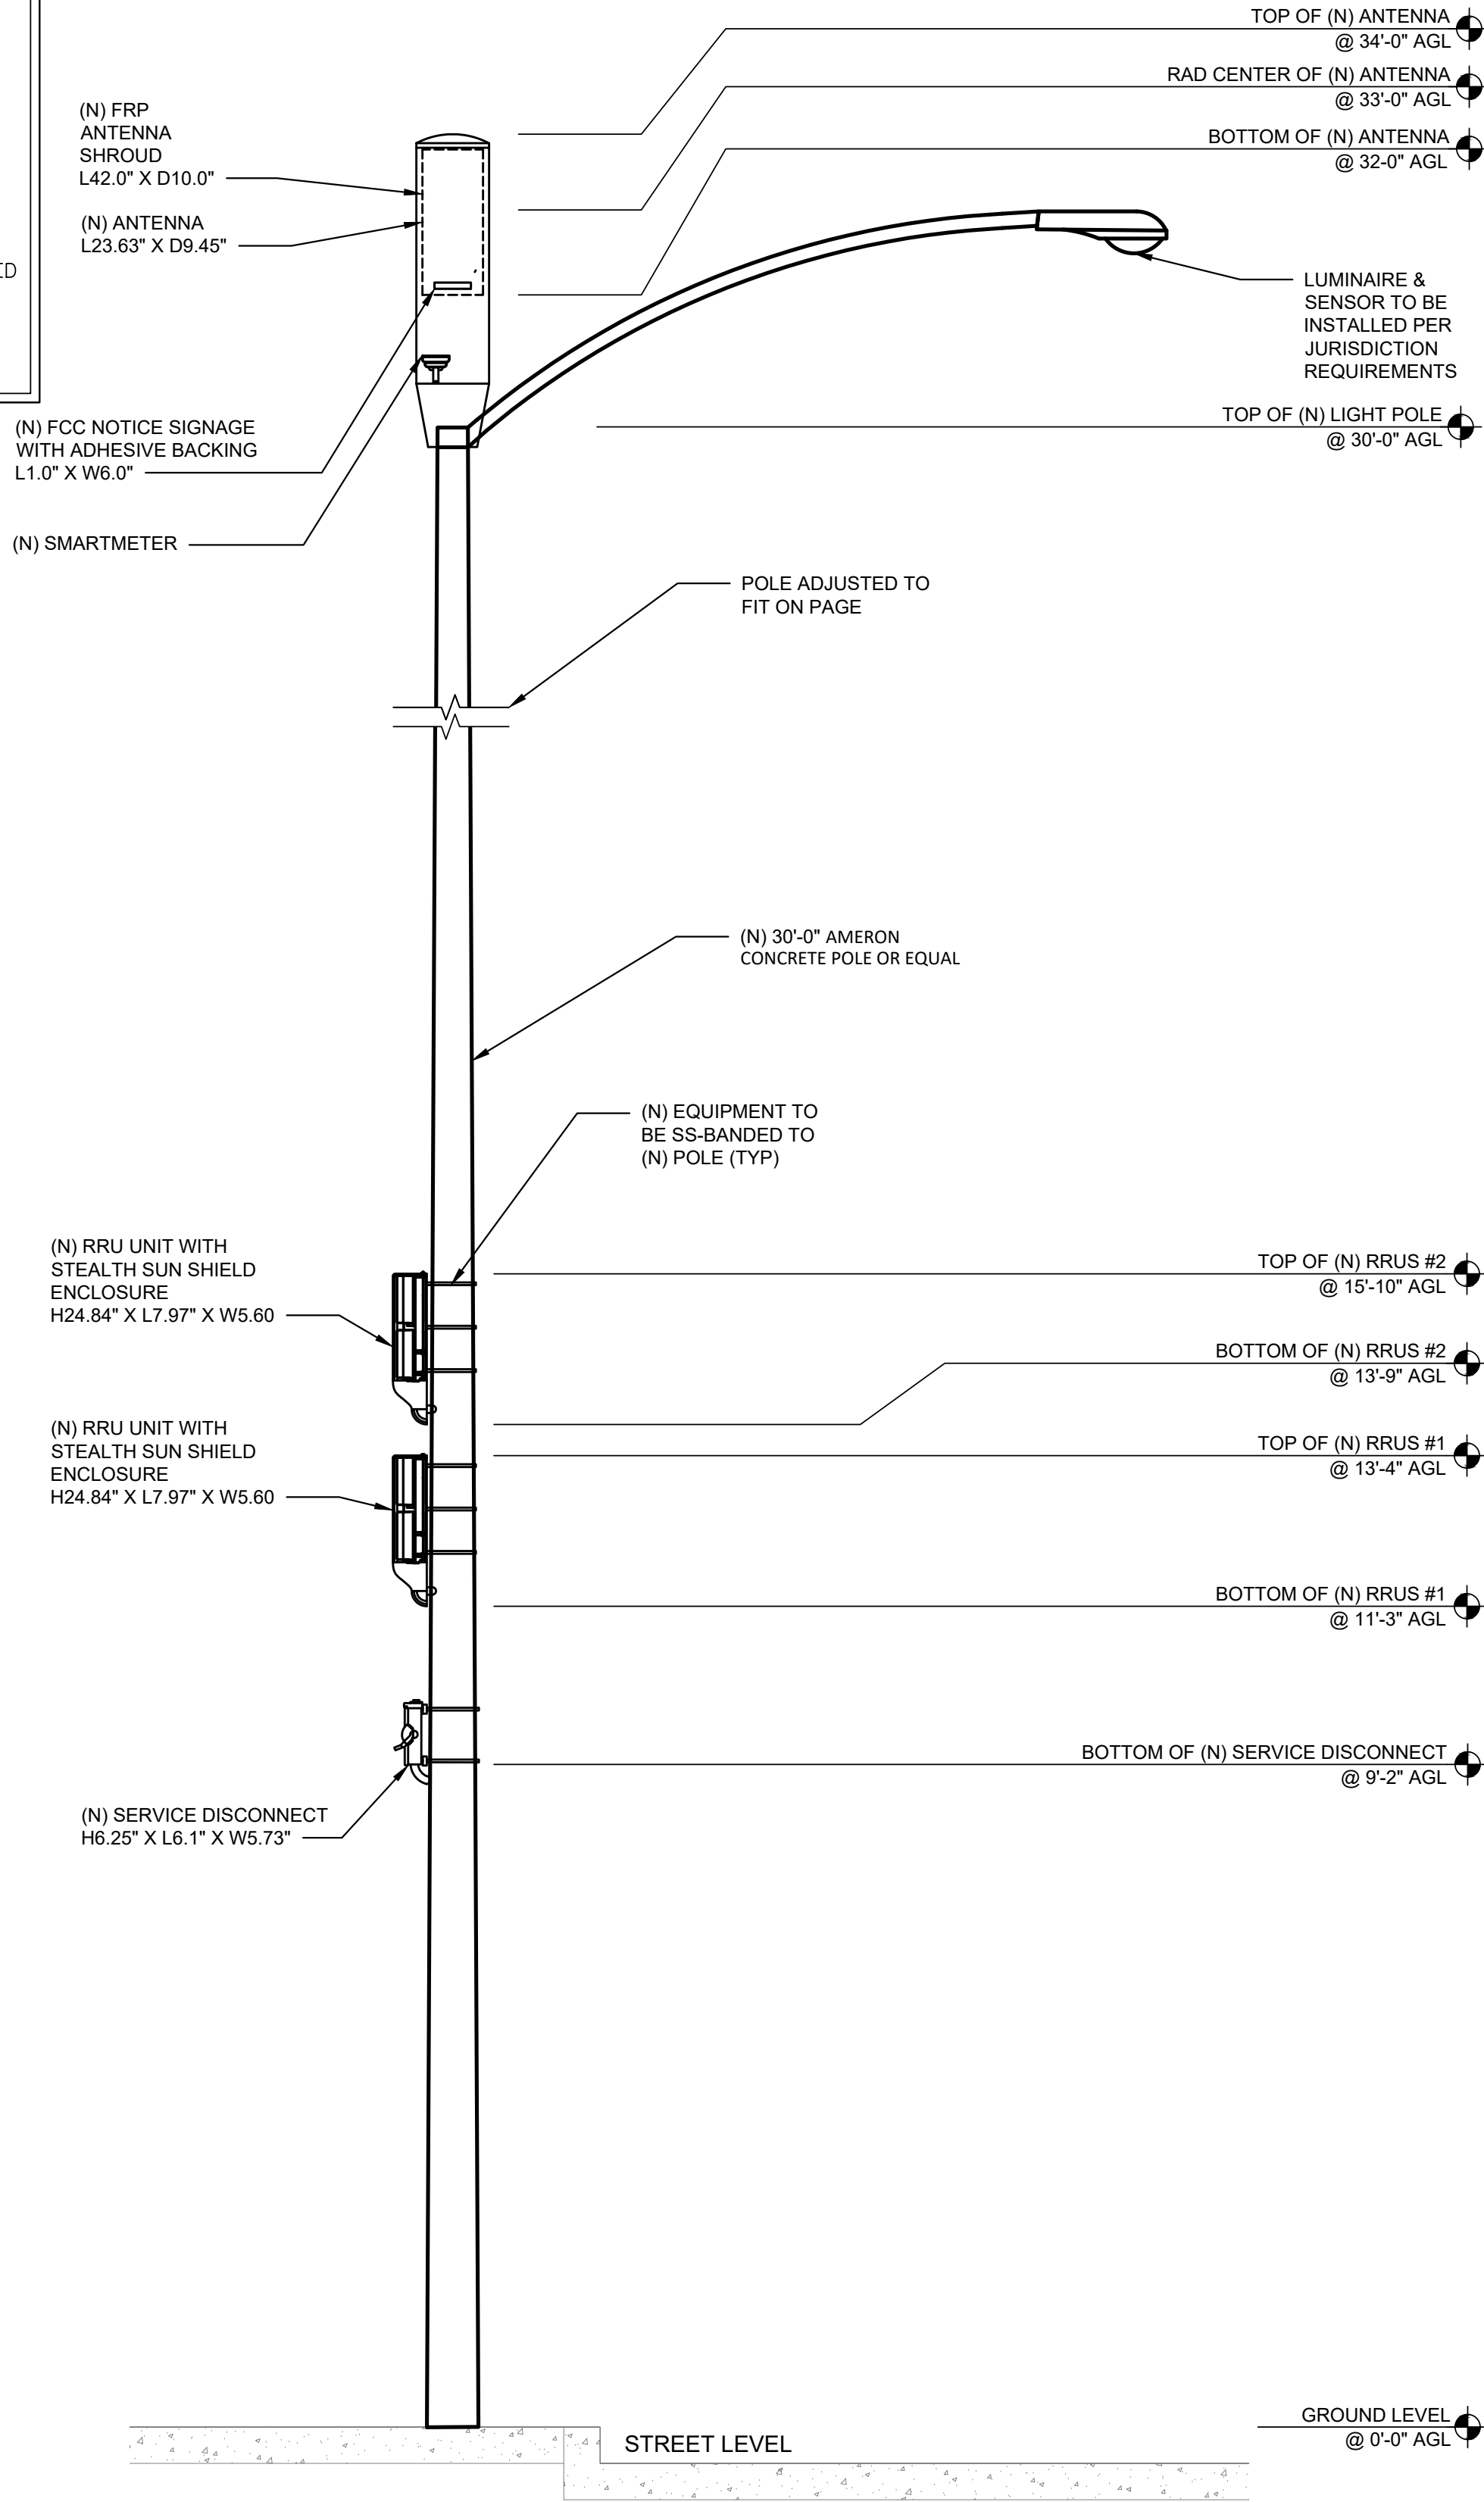 TOP OF (N) ANTENNA
@ 34'-0" AGL
RAD CENTER OF (N) ANTENNA
@ 33'-0" AGL
BOTTOM OF (N) ANTENNA
@ 32-0" AGL
(N) FRP
ANTENNA
SHROUD
L42.0" X D10.0"
(N) ANTENNA
L23.63" X D9.45"
LUMINAIRE &
SENSOR TO BE
INSTALLED PER
JURISDICTION
REQUIREMENTS
TOP OF (N) LIGHT POLE
@ 30'-0" AGL
(N) FCC NOTICE SIGNAGE
WITH ADHESIVE BACKING
L1.0" X W6.0"
(N) SMARTMETER
POLE ADJUSTED TO
FIT ON PAGE
(N) 30'-0" AMERON
CONCRETE POLE OR EQUAL
(N) EQUIPMENT TO
BE SS-BANDED TO
(N) POLE (TYP)
(N) RRU UNIT WITH
STEALTH SUN SHIELD
ENCLOSURE
H24.84" X L7.97" X W5.60
TOP OF (N) RRUS #2
@ 15'-10" AGL
BOTTOM OF (N) RRUS #2
@ 13'-9" AGL
(N) RRU UNIT WITH
STEALTH SUN SHIELD
ENCLOSURE
H24.84" X L7.97" X W5.60
TOP OF (N) RRUS #1
@ 13'-4" AGL
BOTTOM OF (N) RRUS #1
@ 11'-3" AGL
BOTTOM OF (N) SERVICE DISCONNECT
@ 9'-2" AGL
(N) SERVICE DISCONNECT
H6.25" X L6.1" X W5.73"
GROUND LEVEL
@ 0'-0" AGL
STREET LEVEL